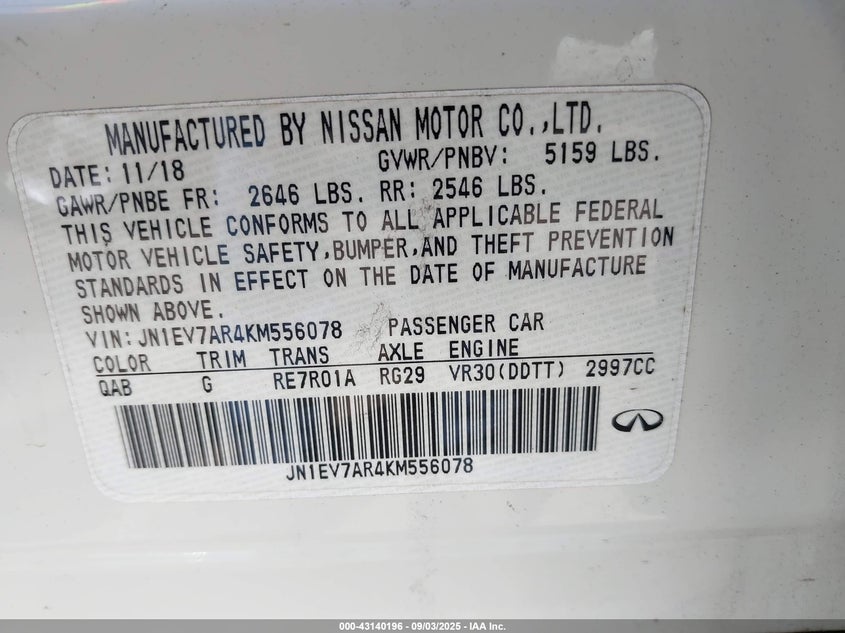 MANUFACTURED BY NISSAN MOTOR CO.,LTD.
DATE: 11/18 GVWR/PNBV: 5159 LBS.
GAWR/PNBE FR: 2646 LBS. RR: 2546 LBS.
THIS VEHICLE CONFORMS TO ALL APPLICABLE FEDERAL
MOTOR VEHICLE SAFETY,BUMPER,AND THEFT PREVENTION
STANDARDS IN EFFECT ON THE DATE OF MANUFACTURE
SHOWN ABOVE.
VIN:JN1EV7AR4KM556078 PASSENGER CAR
COLOR TRIM TRANS AXLE ENGINE
QAB G RE7R01A RG29 VR30(DDTT) 2997CC
JN1EV7AR4KM556078
000-43140196 - 09/03/2025 - IAA Inc.